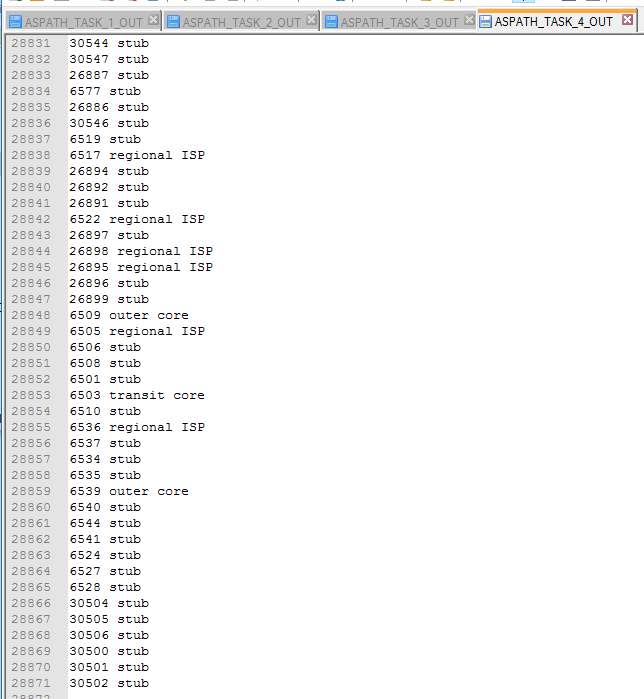 ASPATH_TASK_1_OUT ASPATH_TASK_2_OUT ASPATH_TASK_3_OUT ASPATH_TASK_4_OUT
28831 30544 stub
28832 30547 stub
28833 26887 stub
28834 6577 stub
28835 26886 stub
28836 30546 stub
28837 6519 stub
28838 6517 regional ISP
28839 26894 stub
28840 26892 stub
28841 26891 stub
28842 6522 regional ISP
28843 26897 stub
28844 26898 regional ISP
28845 26895 regional ISP
28846 26896 stub
28847 26899 stub
28848 6509 outer core
28849 6505 regional ISP
28850 6506 stub
28851 6508 stub
28852 6501 stub
28853 6503 transit core
28854 6510 stub
28855 6536 regional ISP
28856 6537 stub
28857 6534 stub
28858 6535 stub
28859 6539 outer core
28860 6540 stub
28861 6544 stub
28862 6541 stub
28863 6524 stub
28864 6527 stub
28865 6528 stub
28866 30504 stub
28867 30505 stub
28868 30506 stub
28869 30500 stub
28870 30501 stub
28871 30502 stub